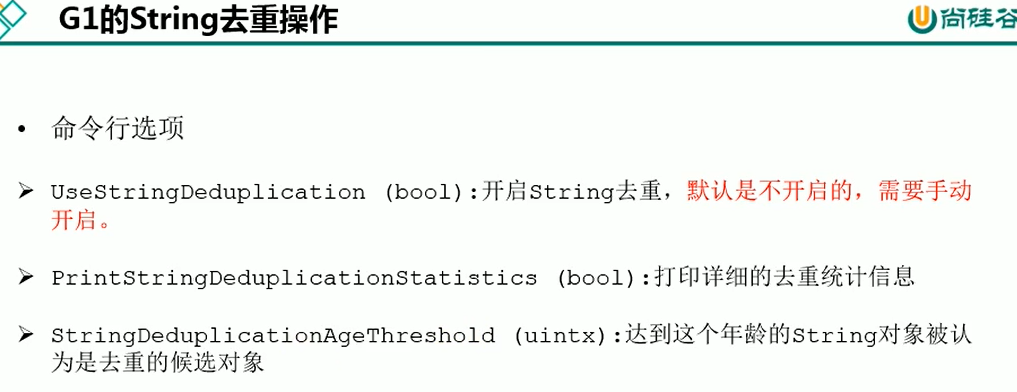 G1的String去重操作
尚硅谷
• 命令行选项
➢ UseStringDeduplication (bool):开启String去重，默认是不开启的，需要手动
开启。
➢ PrintStringDeduplicationStatistics (bool):打印详细的去重统计信息
➢ StringDeduplicationAgeThreshold (uintx):达到这个年龄的String对象被认
为是去重的候选对象